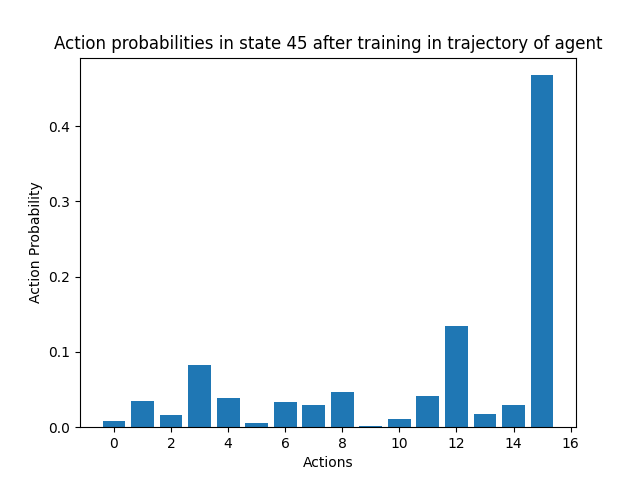 Action probabilities in state 45 after training in trajectory of agent
Action Probability
0.4
0.3
0.2
0.1
0.0
0 2 4 6 8 10 12 14 16
Actions